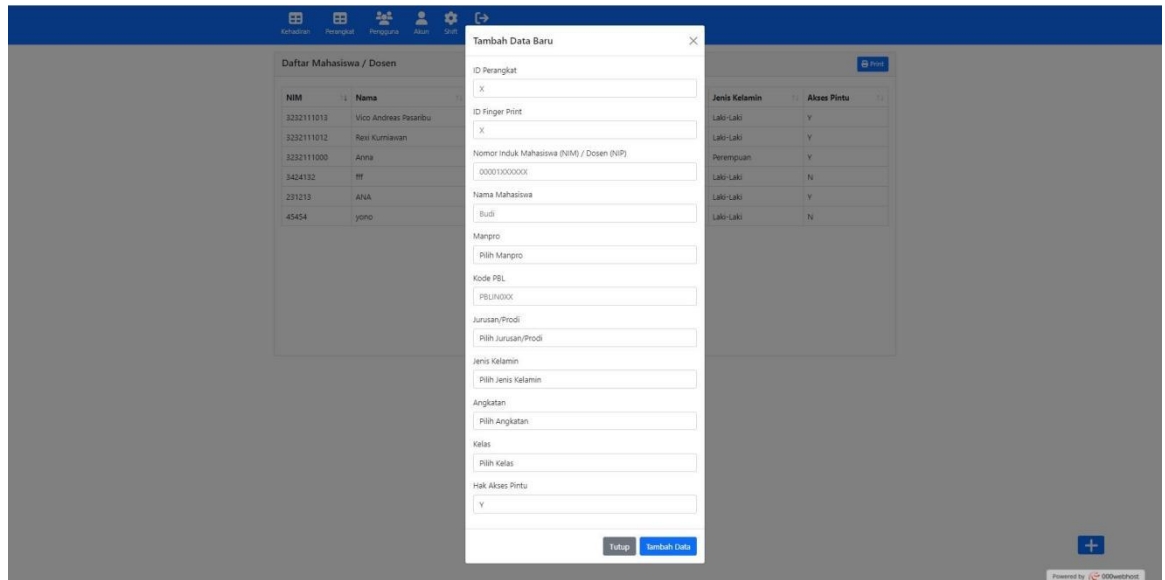 Kehadiran Perangkat Pengguna Akun Shift
Tambah Data Baru
Daftar Mahasiswa / Dosen
Print
ID Perangkat
X
NIM Nama Jenis Kelamin Akses Pintu
ID Finger Print
X
3232111013 Vico Andreas Pasaribu Laki-Laki Y
3232111012 Resi Kurniawan Laki-Laki Y
3232111000 Anna Perempuan Y
3424132 fff Laki-Laki N
231213 ANA Laki-Laki Y
45454 yono Laki-Laki N
Nomor Induk Mahasiswa (NIM) / Dosen (NIP)
00001XXXXXX
Nama Mahasiswa
Budi
Manpro
Pilih Manpro
Kode PBL
PBLIN0XX
Jurusan/Prodi
Pilih Jurusan/Prodi
Jenis Kelamin
Pilih Jenis Kelamin
Angkatan
Pilih Angkatan
Kelas
Pilih Kelas
Hak Akses Pintu
Y
Tutup Tambah Data
Powered by 000webhost